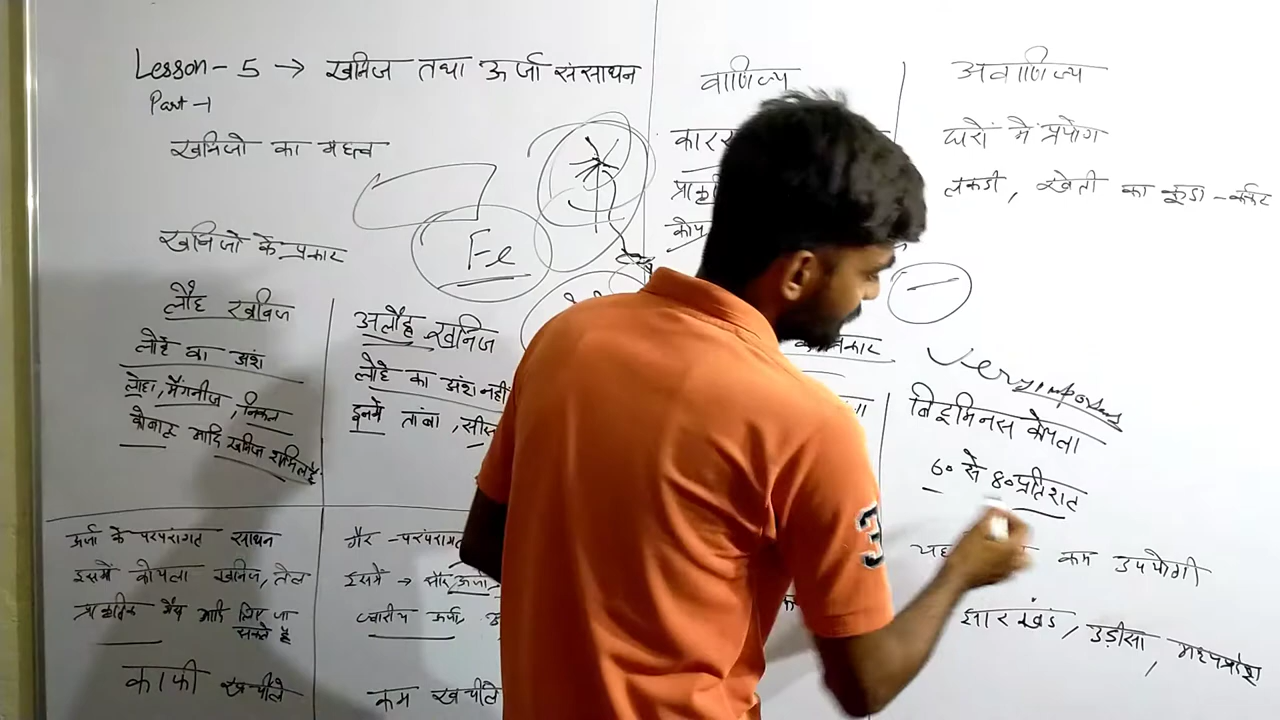 Lesson - 5 → खनिज तथा ऊर्जा संसाधन
Part - 1
खनिजो का महत्व
खनिजो के प्रकार
लौह खनिज
लोहे का अंश
लोहा, मैंगनीज, निकल
कोबाट आदि खनिज शामिल है
अलौह खनिज
लोहे का अंश नहीं
इनमें तांबा, सीस
Fe
ऊर्जा के परंपरागत साधन
इसमें कोयला खनिज, तेल
प्राकृतिक गैस आदि लिए जा
सकते है
काफी खर्चीले
गैर - परंपरागत
इसमें → सौर ऊर्जा
ज्वारीय ऊर्जा,
कम खर्चीले
वाणिज्य
अवाणिज्य
घरों में प्रयोग
लकडी, खेती का कूडा - कर्कट
Very important
बिटुमिनस कोयला
60 से 80 प्रतिशत
कम उपयोगी
झारखंड, उड़ीसा, मध्यप्रदेश
3